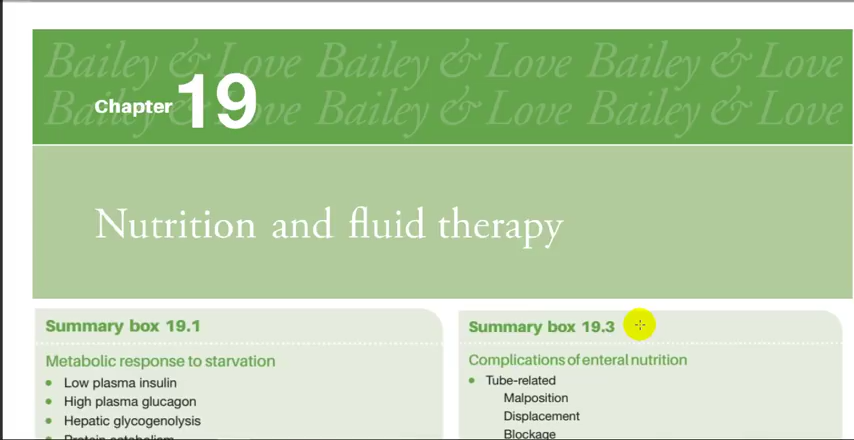 Bailey & Love Bailey & Love Bailey & Love
Bailey & Love Bailey & Love Bailey & Love
Chapter 19
Nutrition and fluid therapy
Summary box 19.1
Metabolic response to starvation
• Low plasma insulin
• High plasma glucagon
• Hepatic glycogenolysis
• Protein catabolism
Summary box 19.3
Complications of enteral nutrition
• Tube-related
Malposition
Displacement
Blockage